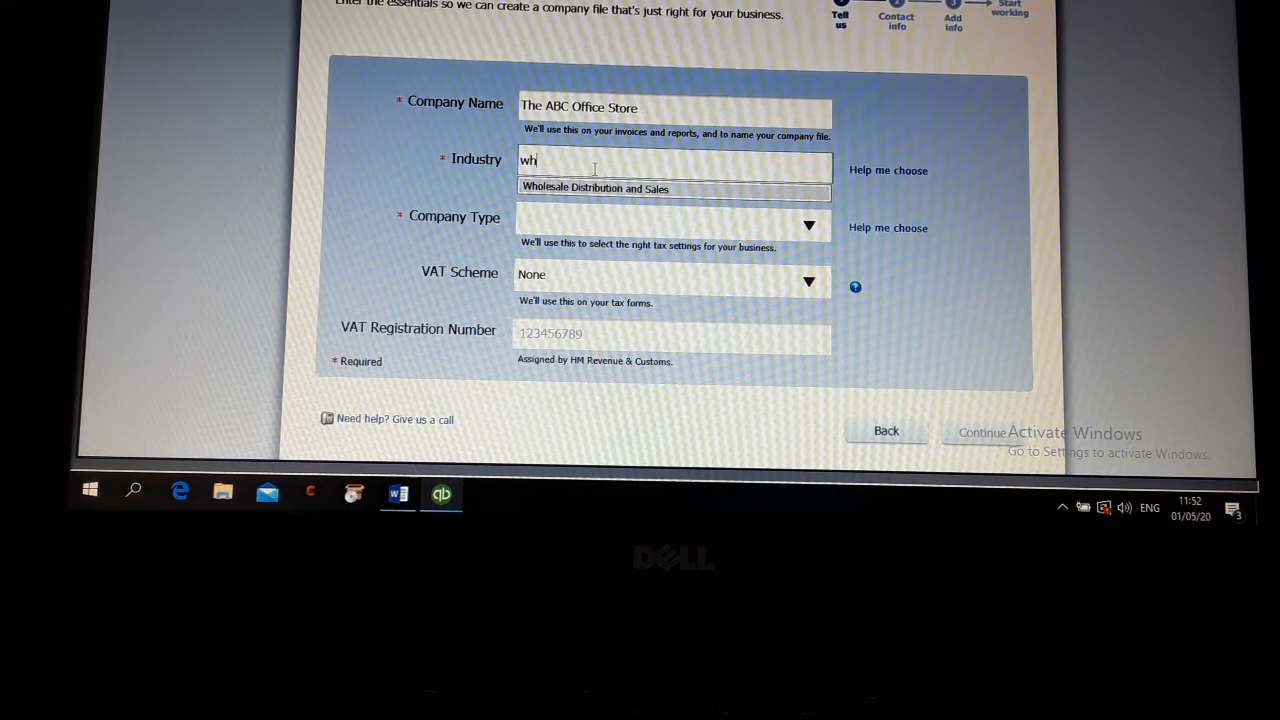 Enter the essentials so we can create a company file that's just right for your business.
Tell us
Contact info
3
Add info
Start working
* Company Name
The ABC Office Store
We'll use this on your invoices and reports, and to name your company file.
* Industry
wh
Help me choose
Wholesale Distribution and Sales
* Company Type
Help me choose
We'll use this to select the right tax settings for your business.
VAT Scheme
None
?
We'll use this on your tax forms.
VAT Registration Number
123456789
* Required
Assigned by HM Revenue & Customs.
Need help? Give us a call
Back
Continue
Activate Windows
Go to Settings to activate Windows.
W
qb
ENG
11:52
01/05/20
3
DELL